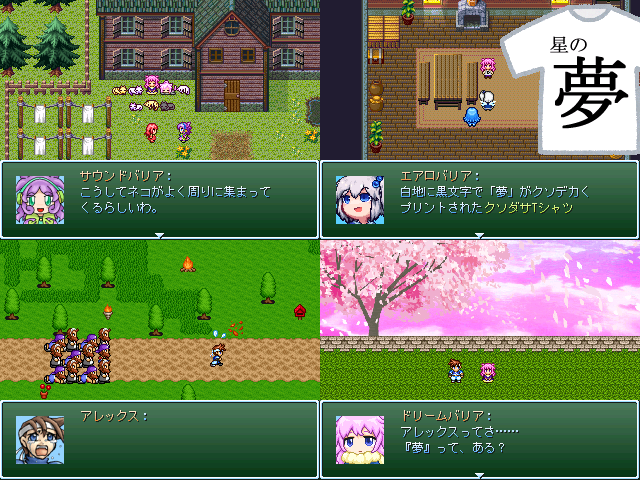 サウンドバリア：
こうしてネコがよく周りに集まって
くるらしいわ。
星の
夢
エアロバリア：
白地に黒文字で「夢」がクソデカく
プリントされたクソダサTシャツ
アレックス：
ドリームバリア：
アレックスってさ……
『夢』って、ある？